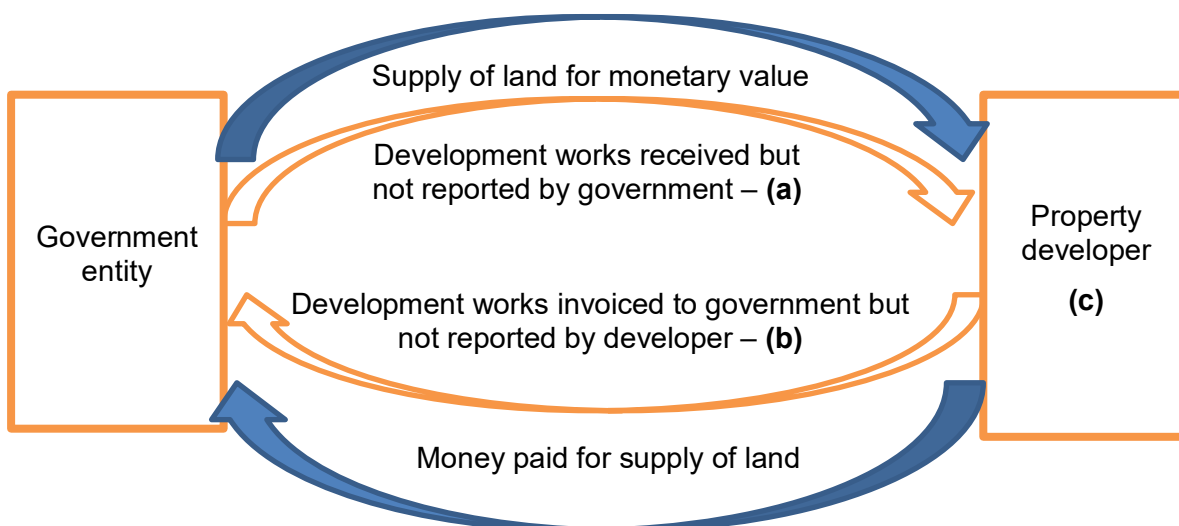 Supply of land for monetary value
Development works received but
not reported by government – (a)
Government
entity
Property
developer
(c)
Development works invoiced to government but
not reported by developer – (b)
Money paid for supply of land